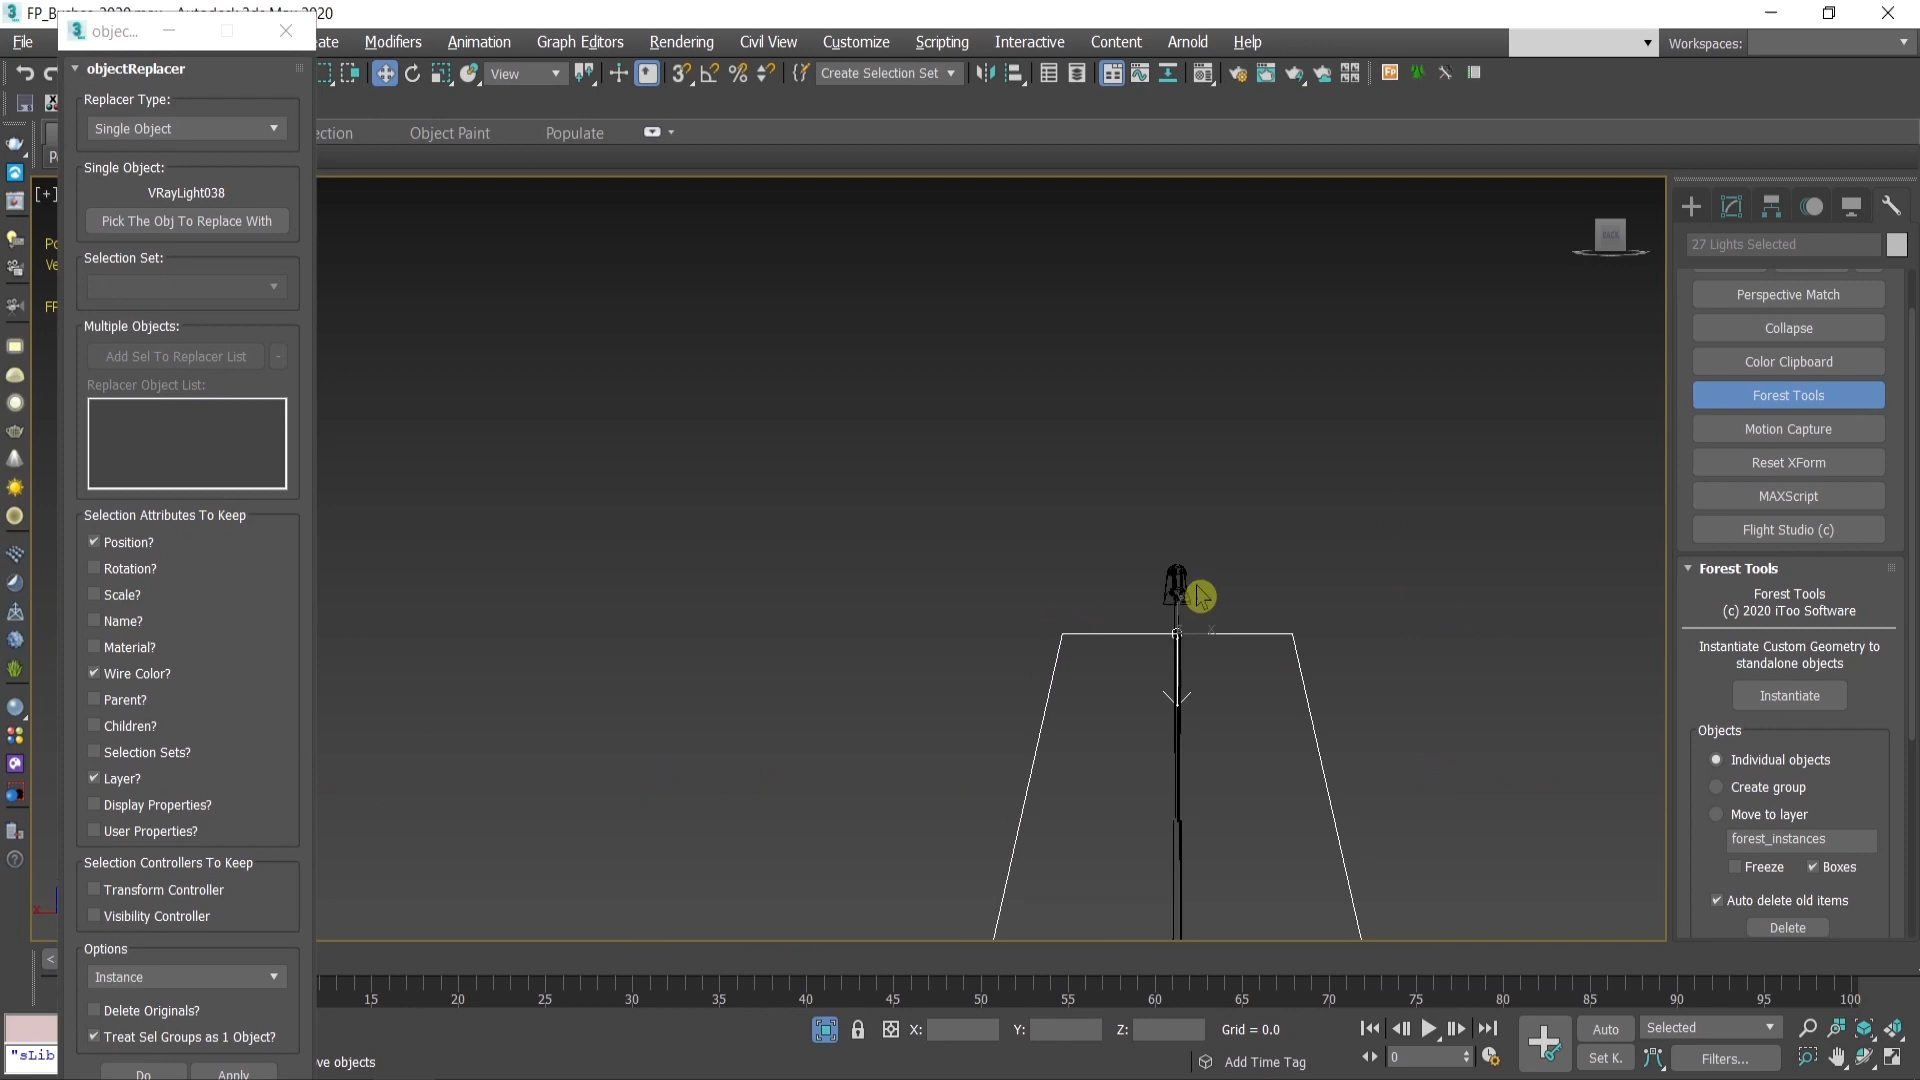 3ds Max 2020
objec...
File
Modifiers
Animation
Graph Editors
Rendering
Civil View
Customize
Scripting
Interactive
Content
Arnold
Help
Workspaces:
objectReplacer
View
Create Selection Set
Replacer Type:
Single Object
Object Paint
Populate
Single Object:
VRayLight038
Pick The Obj To Replace With
[+]
BACK
27 Lights Selected
Selection Set:
Perspective Match
Multiple Objects:
Collapse
Add Sel To Replacer List
-
Color Clipboard
Replacer Object List:
Forest Tools
Motion Capture
Reset XForm
MAXScript
Selection Attributes To Keep
Flight Studio (c)
Position?
Rotation?
Forest Tools
Scale?
Forest Tools
(c) 2020 iToo Software
Name?
Material?
Instantiate Custom Geometry to
standalone objects
Wire Color?
Parent?
Instantiate
Children?
Objects
Selection Sets?
Individual objects
Layer?
Create group
Display Properties?
Move to layer
User Properties?
forest_instances
Selection Controllers To Keep
Freeze
Boxes
Transform Controller
Auto delete old items
Visibility Controller
Delete
Options
Instance
15 20 25 30 35 40 45 50 55 60 65 70 75 80 85 90 95 100
Delete Originals?
X:
Y:
Z:
Grid = 0.0
Auto
Selected
Treat Sel Groups as 1 Object?
"sLib
ve objects
Add Time Tag
0
Set K.
Filters...
Do
Apply